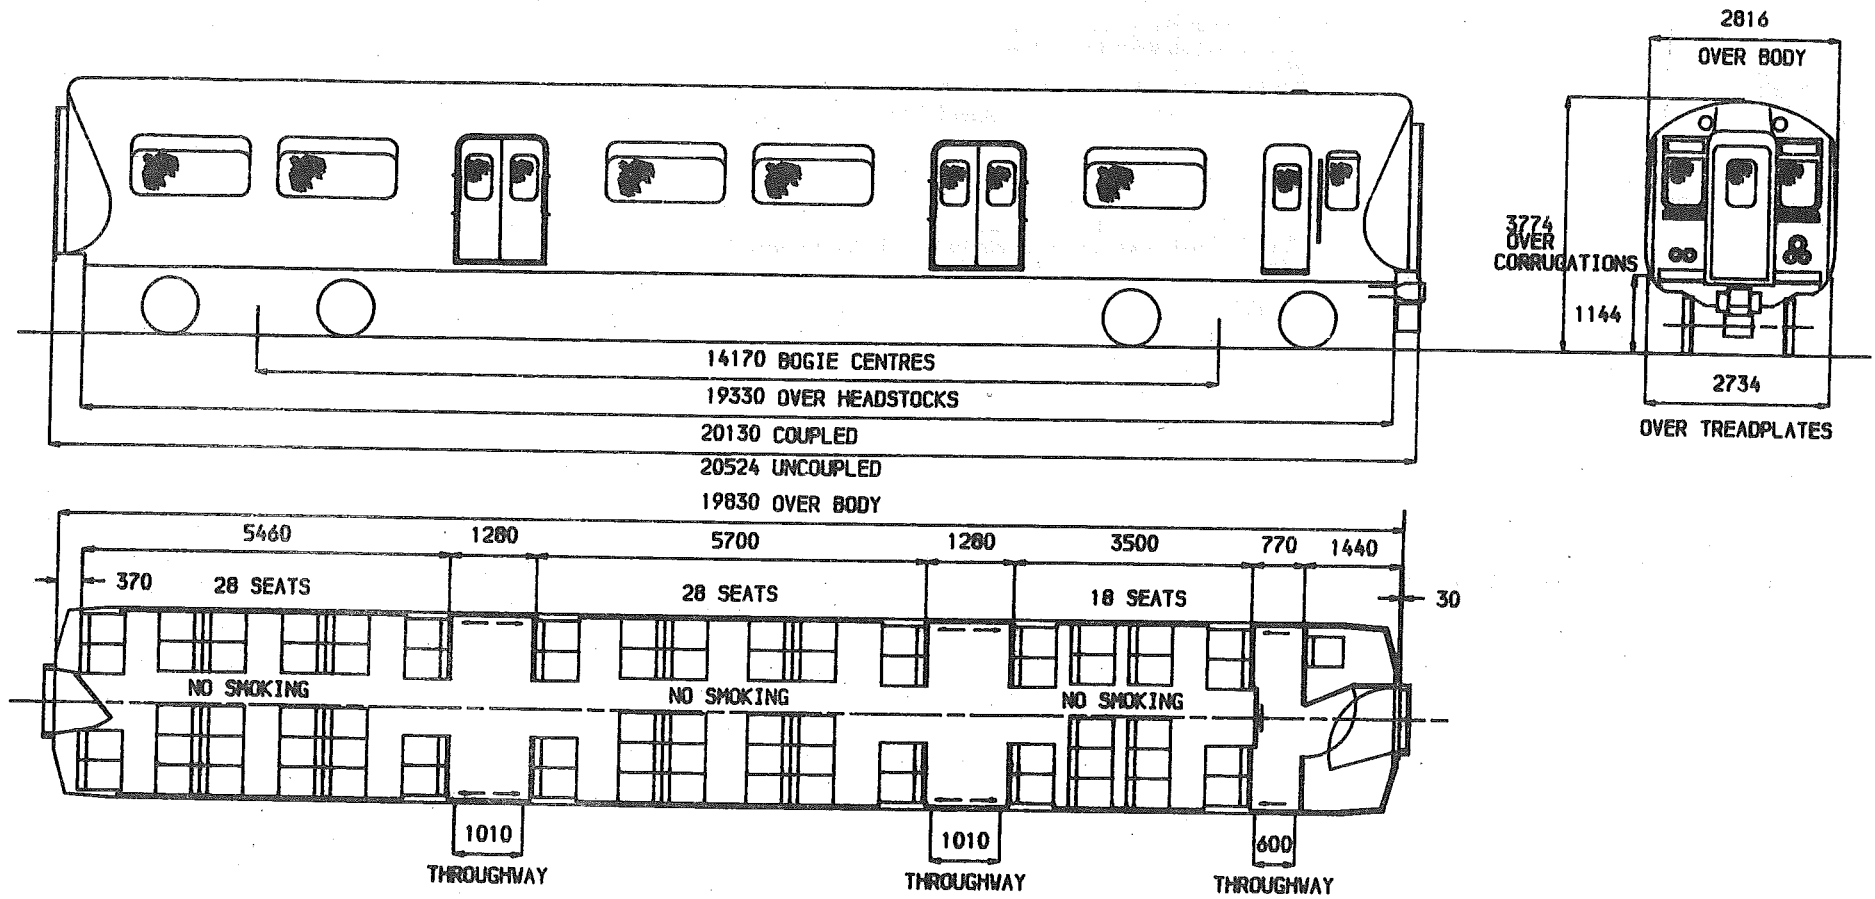 2816
OVER BODY
3774
OVER
CORRUGATIONS
1144
14170 BOGIE CENTRES
2734
19330 OVER HEADSTOCKS
20130 COUPLED
OVER TREADPLATES
20524 UNCOUPLED
19830 OVER BODY
5460 1280 5700 1280 3500 770 1440
370 28 SEATS 28 SEATS 18 SEATS 30
NO SMOKING NO SMOKING NO SMOKING
1010 1010 600
THROUGHWAY THROUGHWAY THROUGHWAY